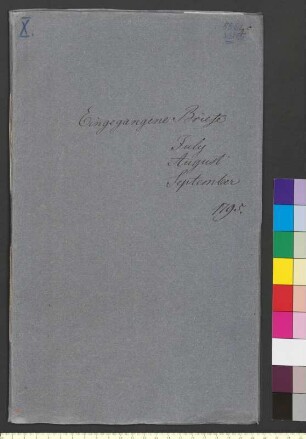 X.
Eingegangene Briefe
July
August
September
1795.